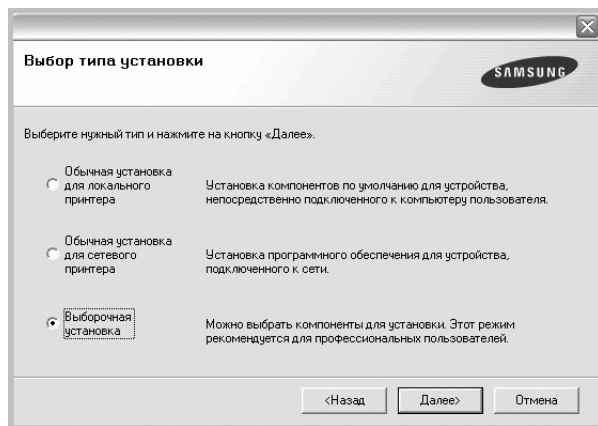 Выбор типа установки
SAMSUNG
Выберите нужный тип и нажмите на кнопку «Далее».
Обычная установка
для локального
принтера
Установка компонентов по умолчанию для устройства,
непосредственно подключенного к компьютеру пользователя.
Обычная установка
для сетевого
принтера
Установка программного обеспечения для устройства,
подключенного к сети.
Выборочная
установка
Можно выбрать компоненты для установки. Этот режим
рекомендуется для профессиональных пользователей.
<Назад
Далее>
Отмена